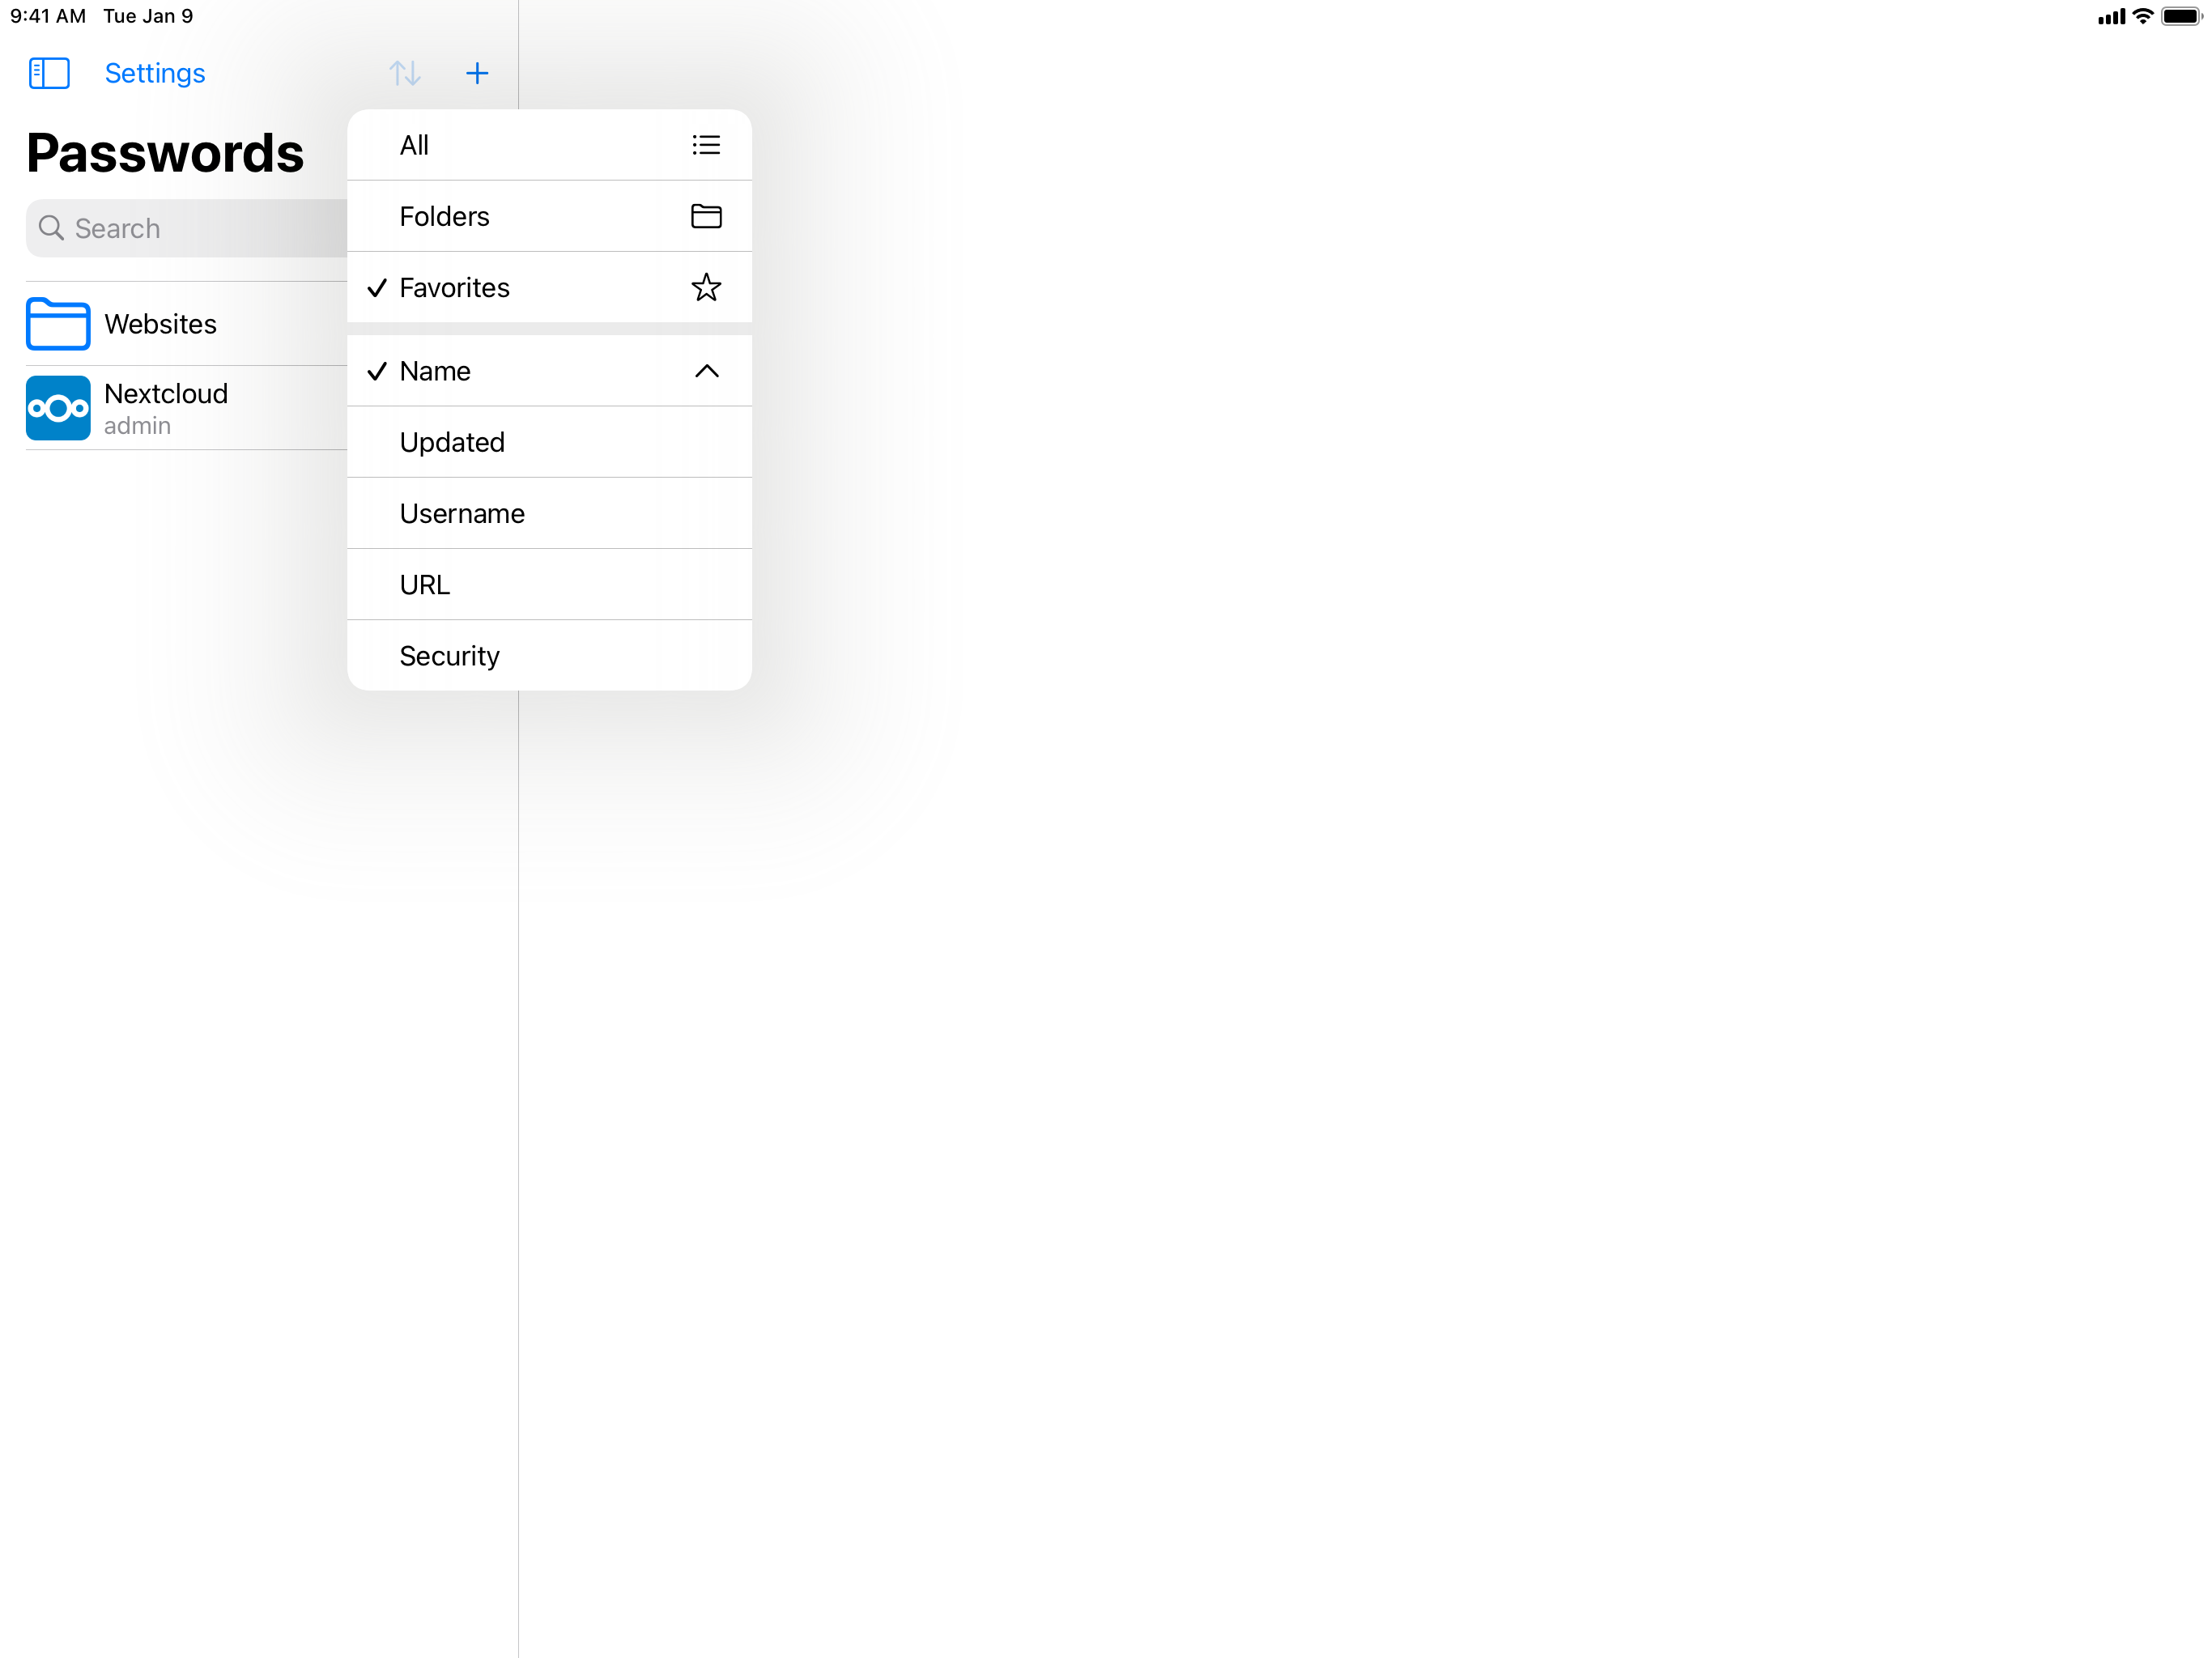 9:41 AM Tue Jan 9
Settings
Passwords
Search
Websites
Nextcloud
admin
All
Folders
Favorites
Name
Updated
Username
URL
Security